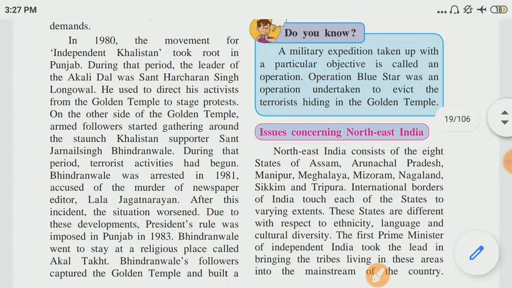 3:27 PM
18
demands.
In 1980, the movement for
'Independent Khalistan' took root in
Punjab. During that period, the leader of
the Akali Dal was Sant Harcharan Singh
Longowal. He used to direct his activists
from the Golden Temple to stage protests.
On the other side of the Golden Temple,
armed followers started gathering around
the staunch Khalistan supporter Sant
Jarnailsingh Bhindranwale. During that
period, terrorist activities had begun.
Bhindranwale was arrested in 1981,
accused of the murder of newspaper
editor, Lala Jagatnarayan. After this
incident, the situation worsened. Due to
these developments, President's rule was
imposed in Punjab in 1983. Bhindranwale
went to stay at a religious place called
Akal Takht. Bhindranwale's followers
captured the Golden Temple and built a
Do you know?
A military expedition taken up with
a particular objective is called an
operation. Operation Blue Star was an
operation undertaken to evict the
terrorists hiding in the Golden Temple.
19/106
Issues concerning North-east India
North-east India consists of the eight
States of Assam, Arunachal Pradesh,
Manipur, Meghalaya, Mizoram, Nagaland,
Sikkim and Tripura. International borders
of India touch each of the States to
varying extents. These States are different
with respect to ethnicity, language and
cultural diversity. The first Prime Minister
of independent India took the lead in
bringing the tribes living in these areas
into the mainstream of the country.